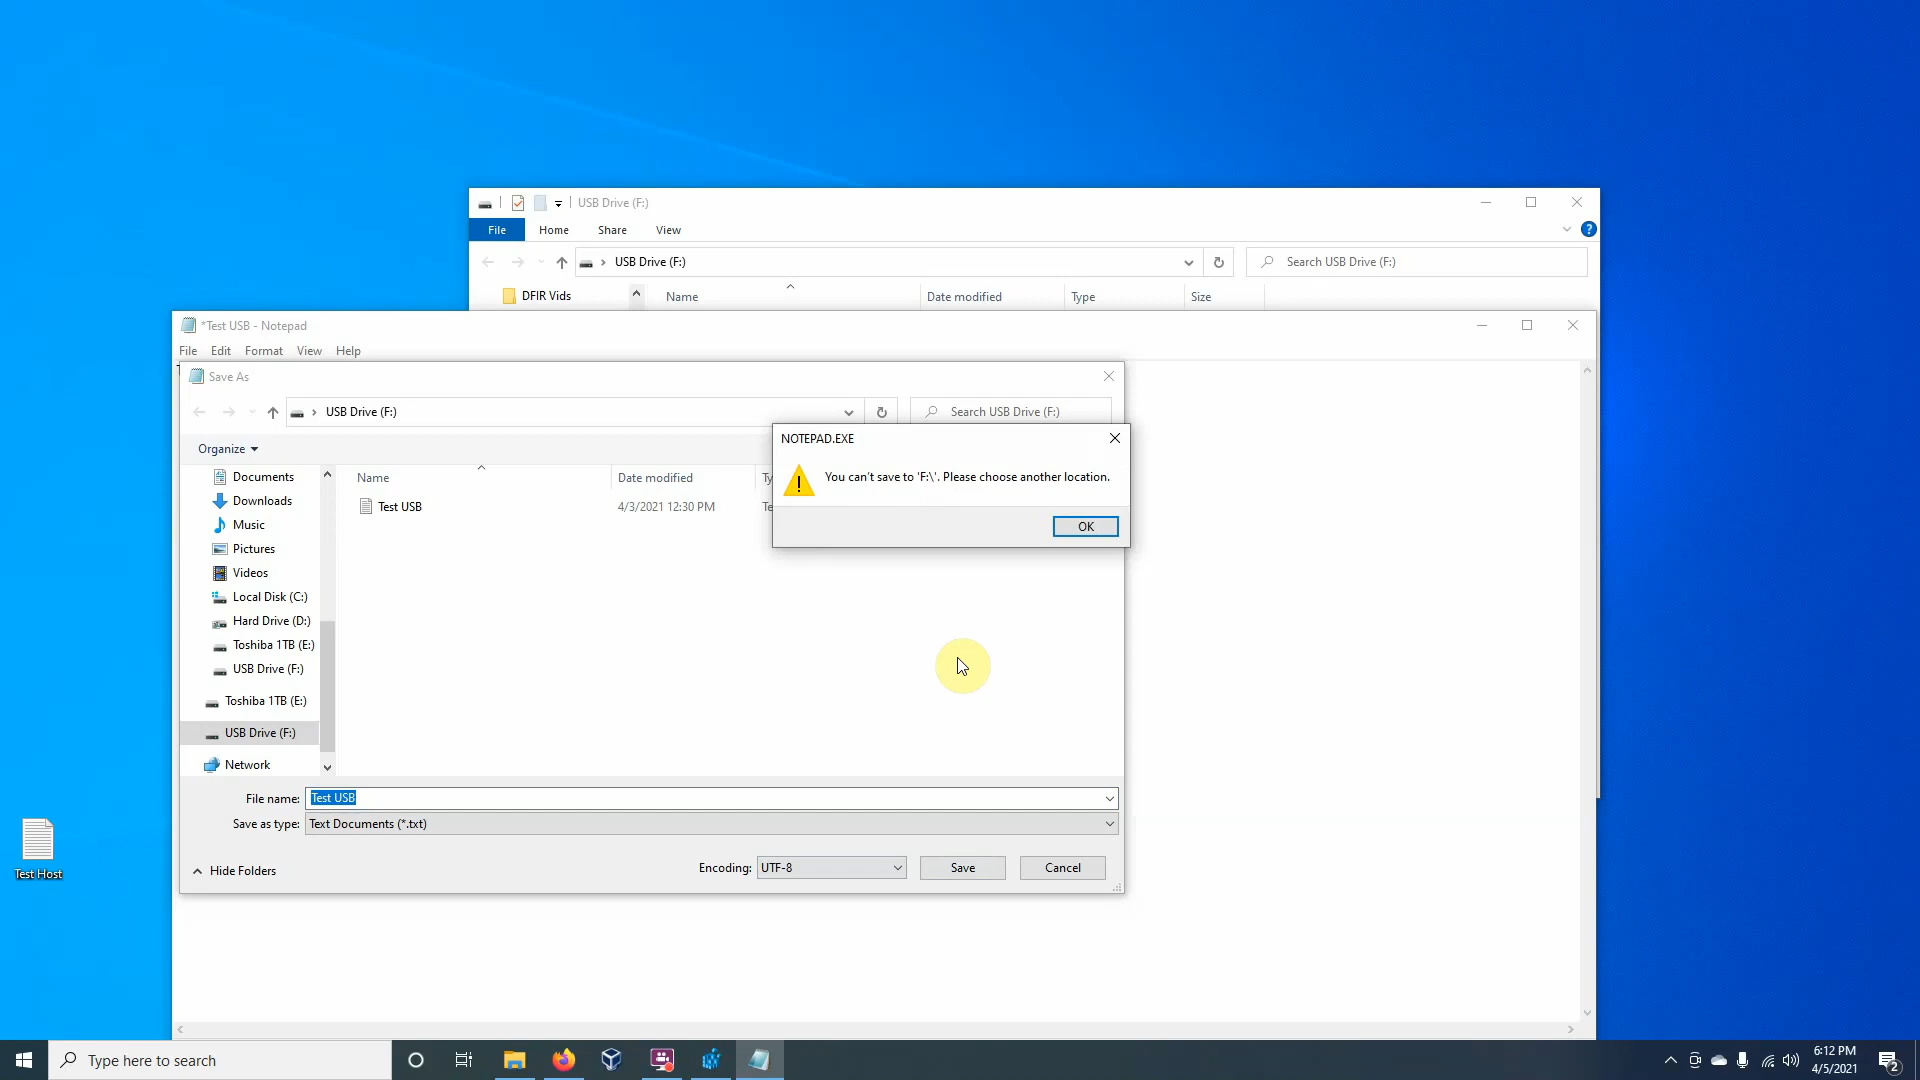 USB Drive (F:)
File Home Share View
USB Drive (F:)
Search USB Drive (F:)
DFIR Vids
Name Date modified Type Size
*Test USB - Notepad
File Edit Format View Help
Save As
USB Drive (F:)
Search USB Drive (F:)
Organize
NOTEPAD.EXE
You can't save to 'F:\'. Please choose another location.
OK
Name Date modified
Test USB 4/3/2021 12:30 PM
Documents
Downloads
Music
Pictures
Videos
Local Disk (C:)
Hard Drive (D:)
Toshiba 1TB (E:)
USB Drive (F:)
Toshiba 1TB (E:)
USB Drive (F:)
Network
File name: Test USB
Save as type: Text Documents (*.txt)
Hide Folders
Encoding: UTF-8
Save
Cancel
Test Host
Type here to search
6:12 PM
4/5/2021
2